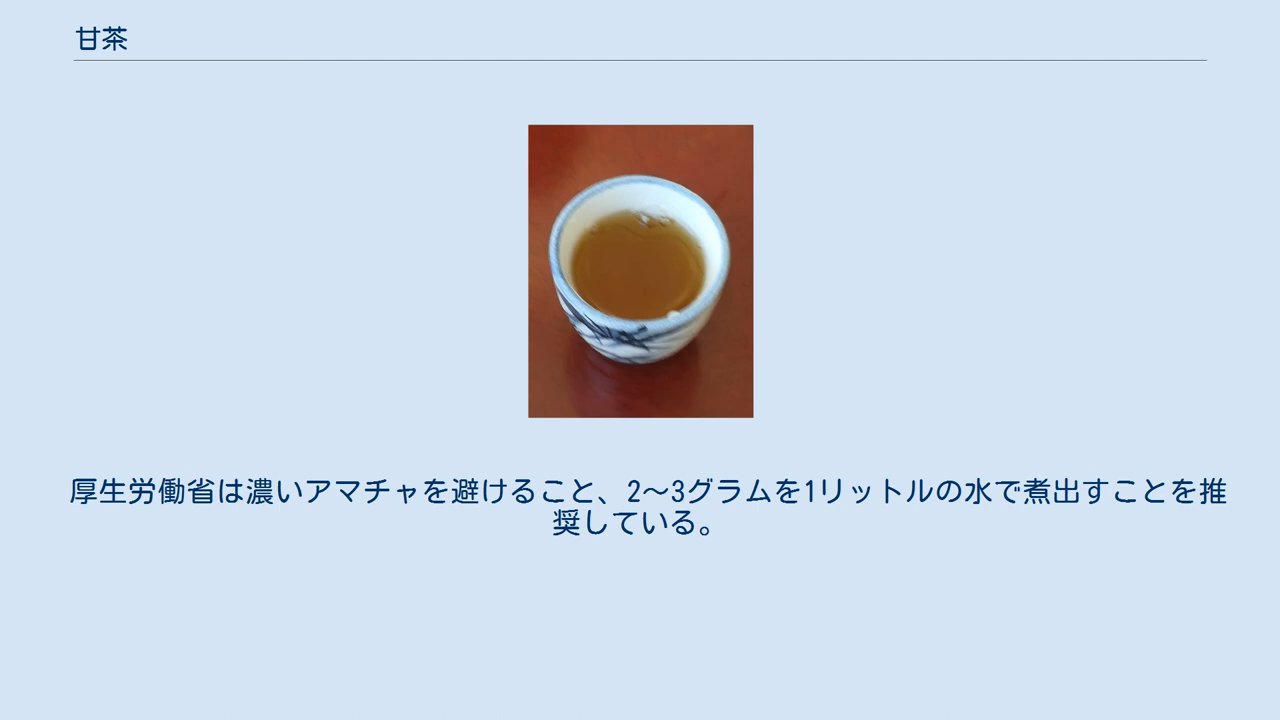 甘茶
厚生労働省は濃いアマチャを避けること、2〜3グラムを1リットルの水で煮出すことを推
奨している。